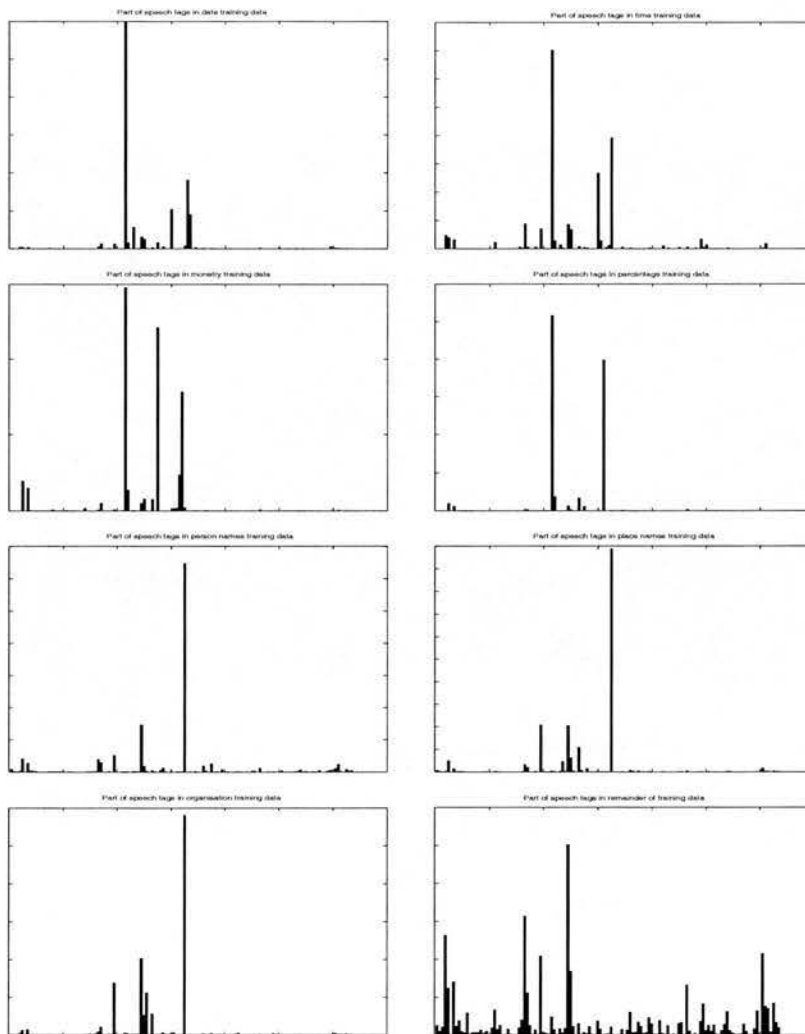 Part of speech tags in date training data
Part of speech tags in time training data
Part of speech tags in monetry training data
Part of speech tags in percentage training data
Part of speech tags in person names training data
Part of speech tags in place names training data
Part of speech tags in organisation training data
Part of speech tags in remainder of training data